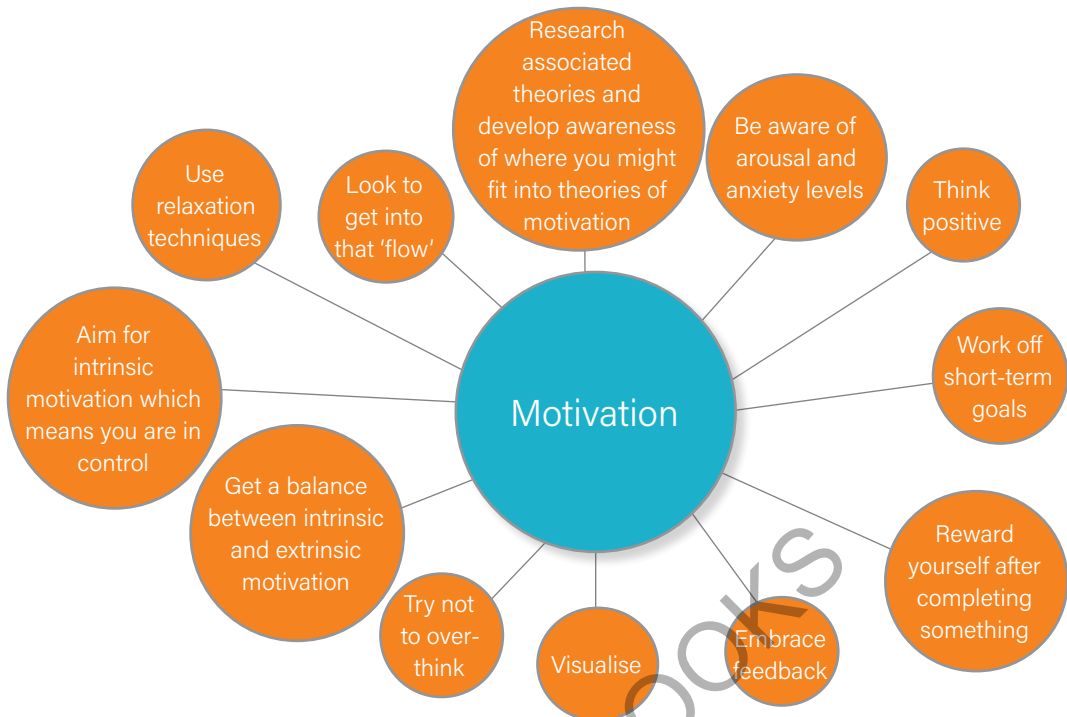 Research
associated
theories and
develop awareness
of where you might
fit into theories of
motivation
Be aware of
arousal and
anxiety levels
Think
positive
Work off
short-term
goals
Reward
yourself after
completing
something
Embrace
feedback
Visualise
Try not
to over-
think
Get a balance
between intrinsic
and extrinsic
motivation
Aim for
intrinsic
motivation which
means you are in
control
Use
relaxation
techniques
Look to
get into
that ‘flow’
Motivation